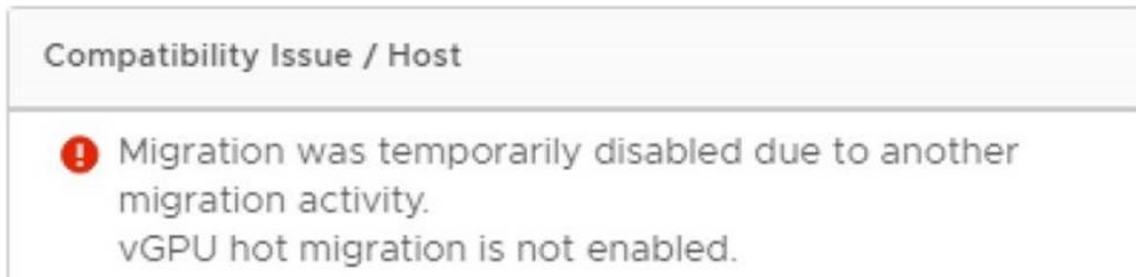 Compatibility Issue / Host
Migration was temporarily disabled due to another
migration activity.
vGPU hot migration is not enabled.